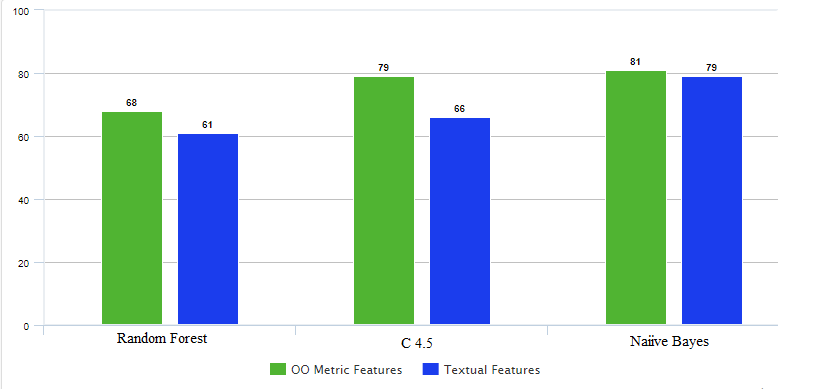 100
80
60
40
20
0
68
61
79
66
81
79
Random Forest
C 4.5
Naiive Bayes
OO Metric Features
Textual Features